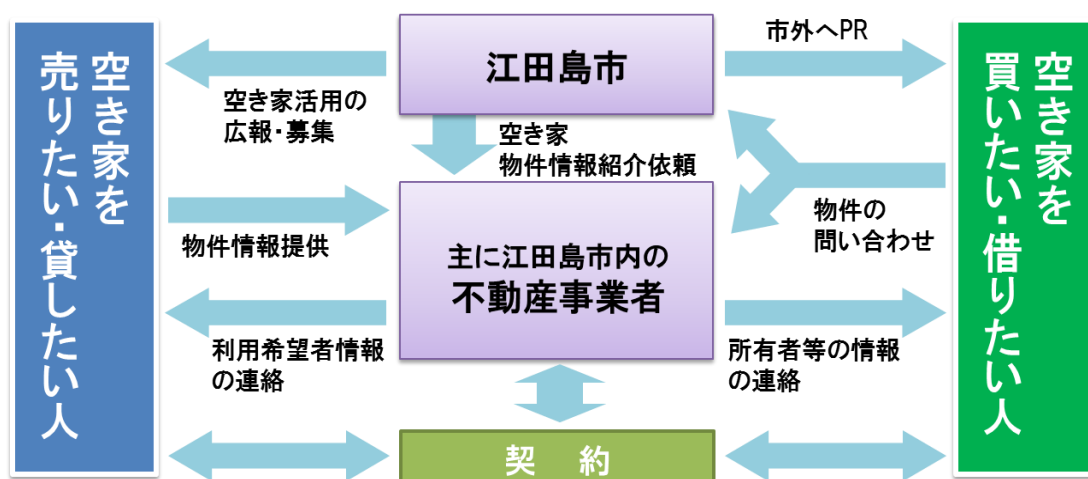 空き家を
売りたい・貸したい人
江田島市
市外へPR
空き家活用の
広報・募集
空き家
物件情報紹介依頼
物件情報提供
主に江田島市内の
不動産事業者
物件の
問い合わせ
利用希望者情報
の連絡
所有者等の情報
の連絡
契 約
空き家を
買いたい・借りたい人